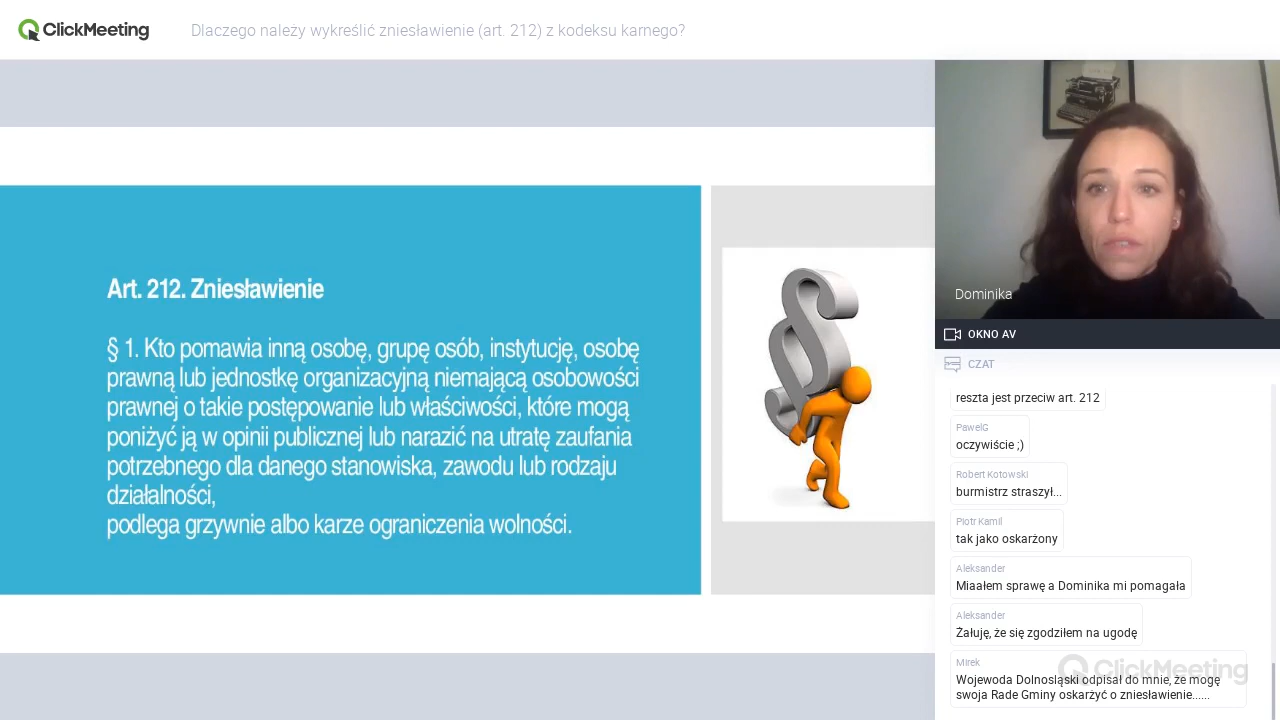 ClickMeeting
Dlaczego należy wykreślić zniesławienie (art. 212) z kodeksu karnego?
Art. 212. Zniesławienie
§ 1. Kto pomawia inną osobę, grupę osób, instytucję, osobę
prawną lub jednostkę organizacyjną niemającą osobowości
prawnej o takie postępowanie lub właściwości, które mogą
poniżyć ją w opinii publicznej lub narazić na utratę zaufania
potrzebnego dla danego stanowiska, zawodu lub rodzaju
działalności,
podlega grzywnie albo karze ograniczenia wolności.
§
Dominika
OKNO AV
CZAT
reszta jest przeciw art. 212
PawelG
oczywiście ;)
Robert Kotowski
burmistrz straszył...
Piotr Kamil
tak jako oskarżony
Aleksander
Miaałem sprawę a Dominika mi pomagała
Aleksander
Żałuję, że się zgodziłem na ugodę
Mirek
Wojewoda Dolnosląski odpisał do mnie, że mogę
swoja Rade Gminy oskarżyć o zniesławienie......
ClickMeeting